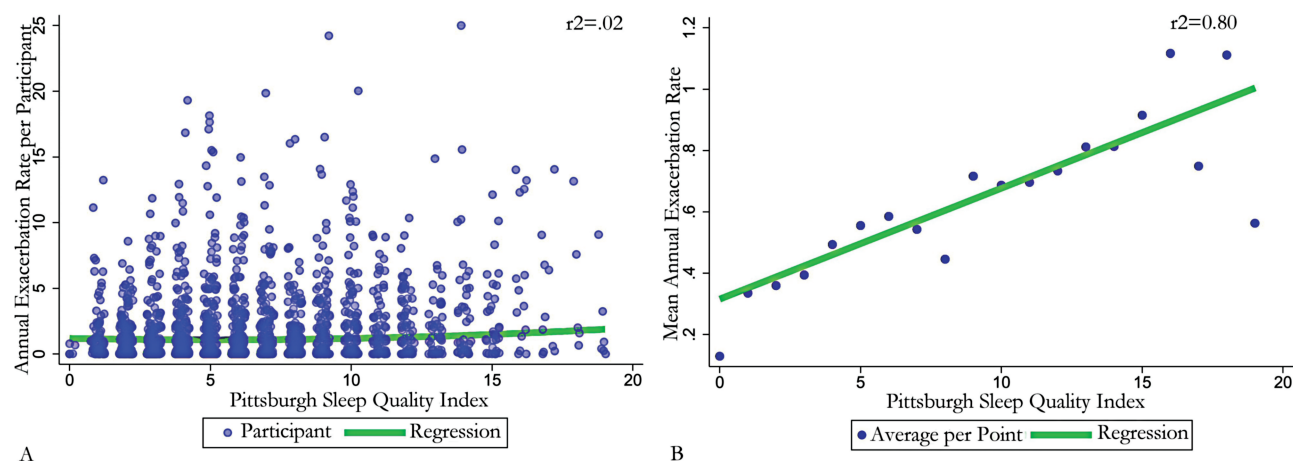 A
r2=.02
Annual Exacerbation Rate per Participant
25
20
15
10
5
0
0 5 10 15 20
Pittsburgh Sleep Quality Index
Participant Regression
A
B
r2=0.80
Mean Annual Exacerbation Rate
1.2
1
.8
.6
.4
.2
0 5 10 15 20
Pittsburgh Sleep Quality Index
Average per Point Regression
B